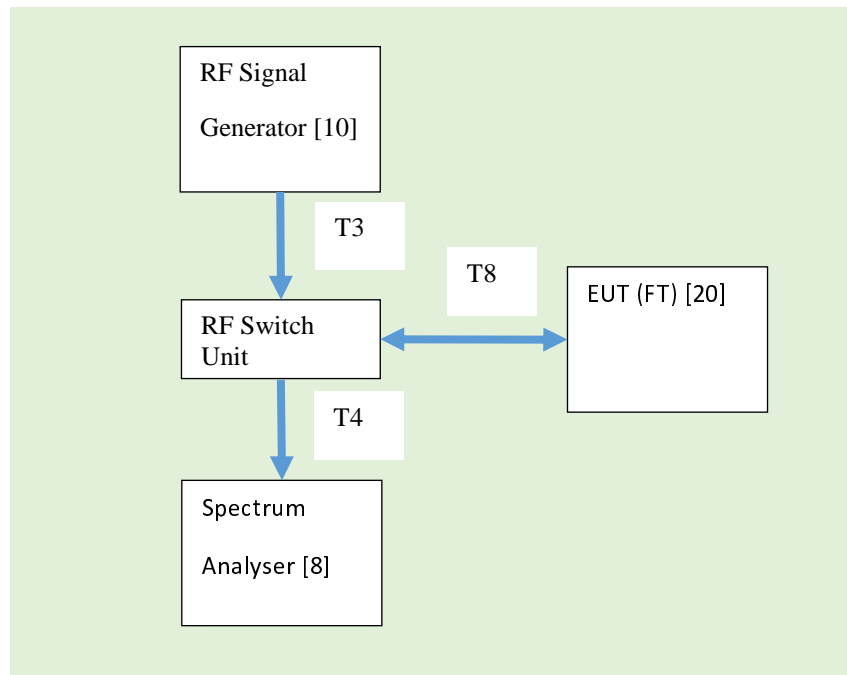 RF Signal
Generator [10]
T3
T8
EUT (FT) [20]
RF Switch
Unit
T4
Spectrum
Analyser [8]